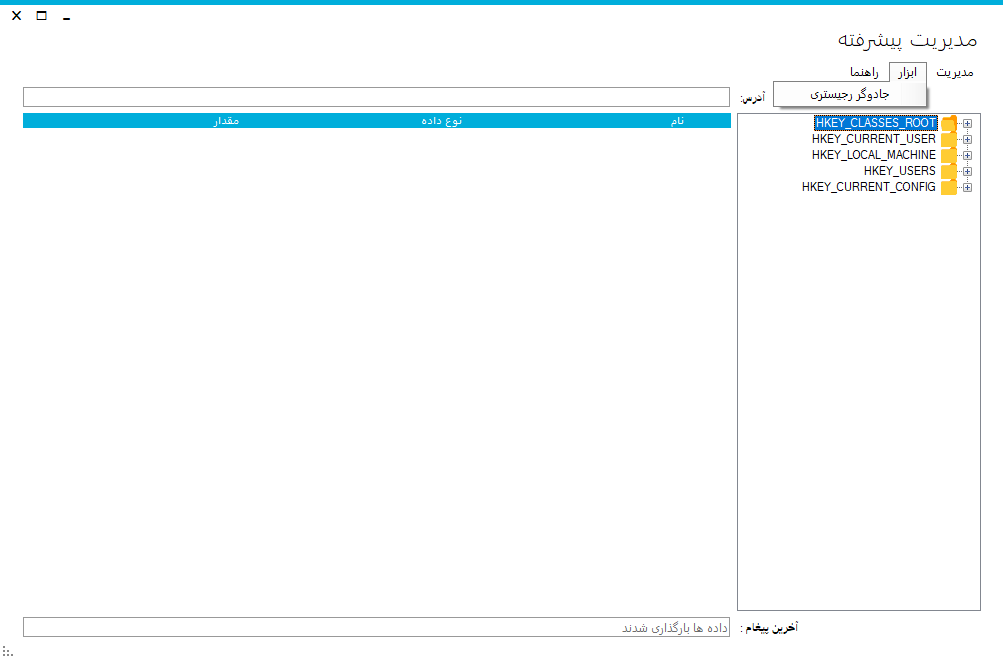 مدیریت پیشرفته
مدیریت ابزار راهنما
جادوگر رجیستری
آدرس:
HKEY_CLASSES_ROOT
HKEY_CURRENT_USER
HKEY_LOCAL_MACHINE
HKEY_USERS
HKEY_CURRENT_CONFIG
نام نوع داده مقدار
آخرین پیغام : داده ها بارگذاری شدند